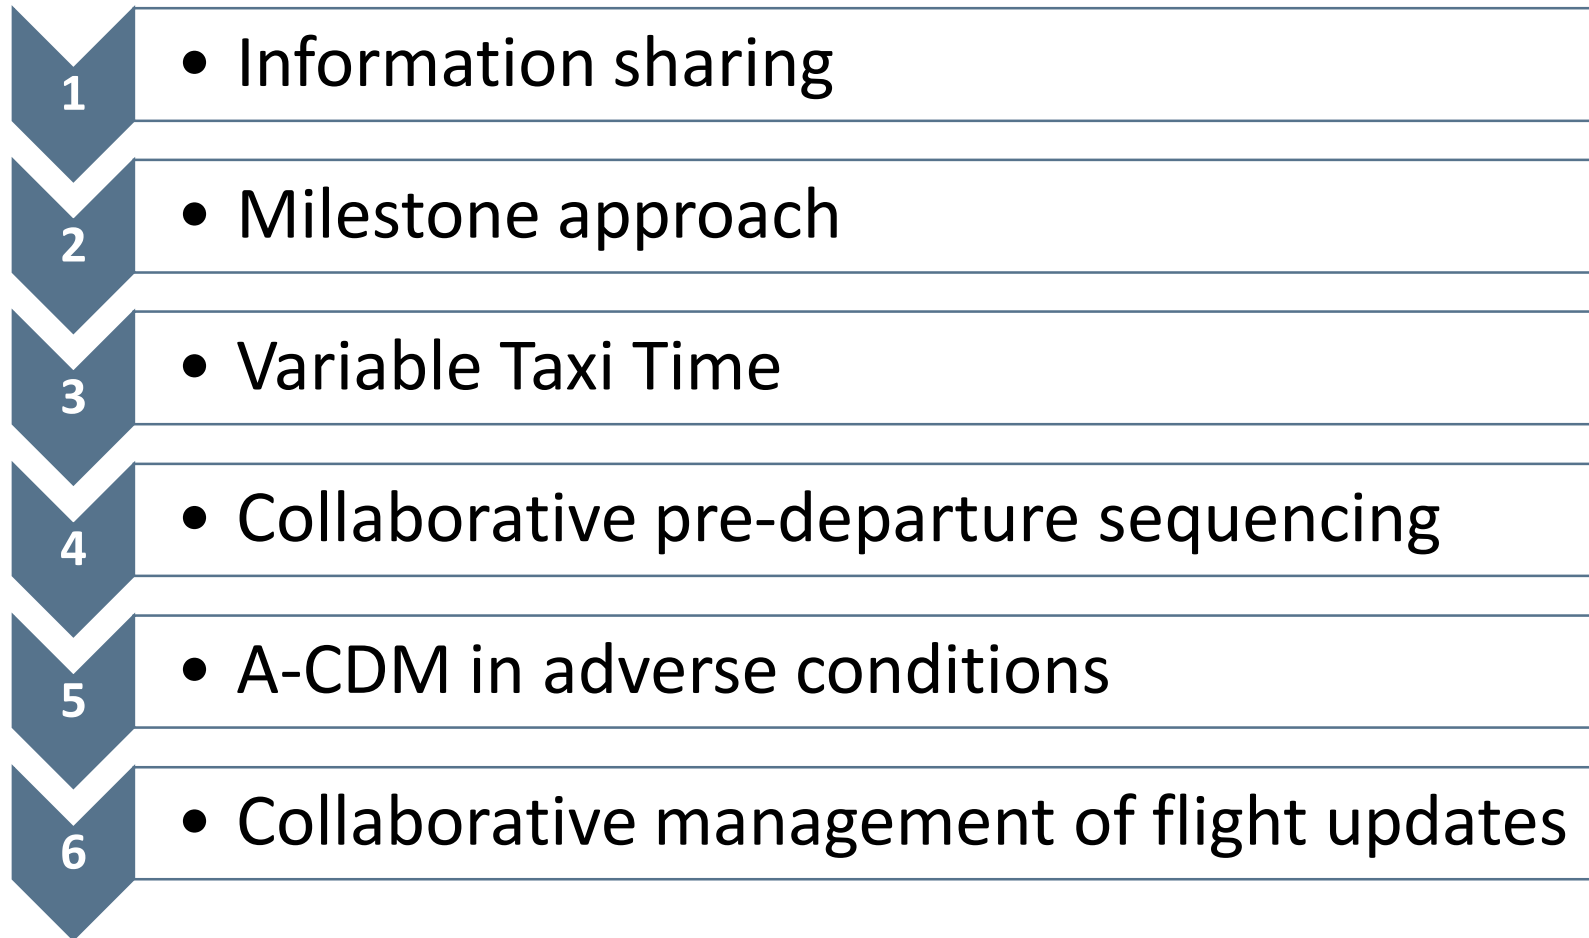 1
• Information sharing
2
• Milestone approach
3
• Variable Taxi Time
4
• Collaborative pre-departure sequencing
5
• A-CDM in adverse conditions
6
• Collaborative management of flight updates